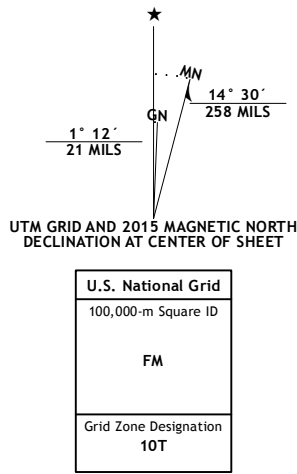 ★
MN
GN
14° 30´
258 MILS
1° 12´
21 MILS
UTM GRID AND 2015 MAGNETIC NORTH
DECLINATION AT CENTER OF SHEET
U.S. National Grid
100,000-m Square ID
FM
Grid Zone Designation
10T